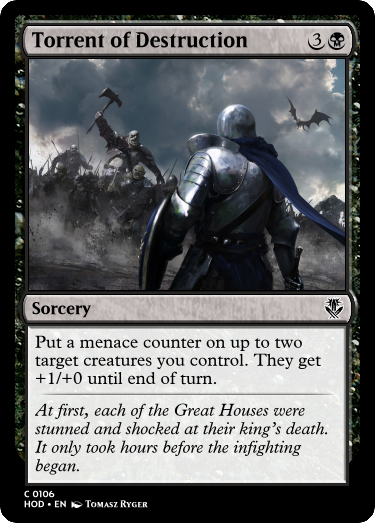 Torrent of Destruction 3
Sorcery
Put a menace counter on up to two
target creatures you control. They get
+1/+0 until end of turn.
At first, each of the Great Houses were
stunned and shocked at their king's death.
It only took hours before the infighting
began.
C 0106
HOD • EN Tomasz Ryger